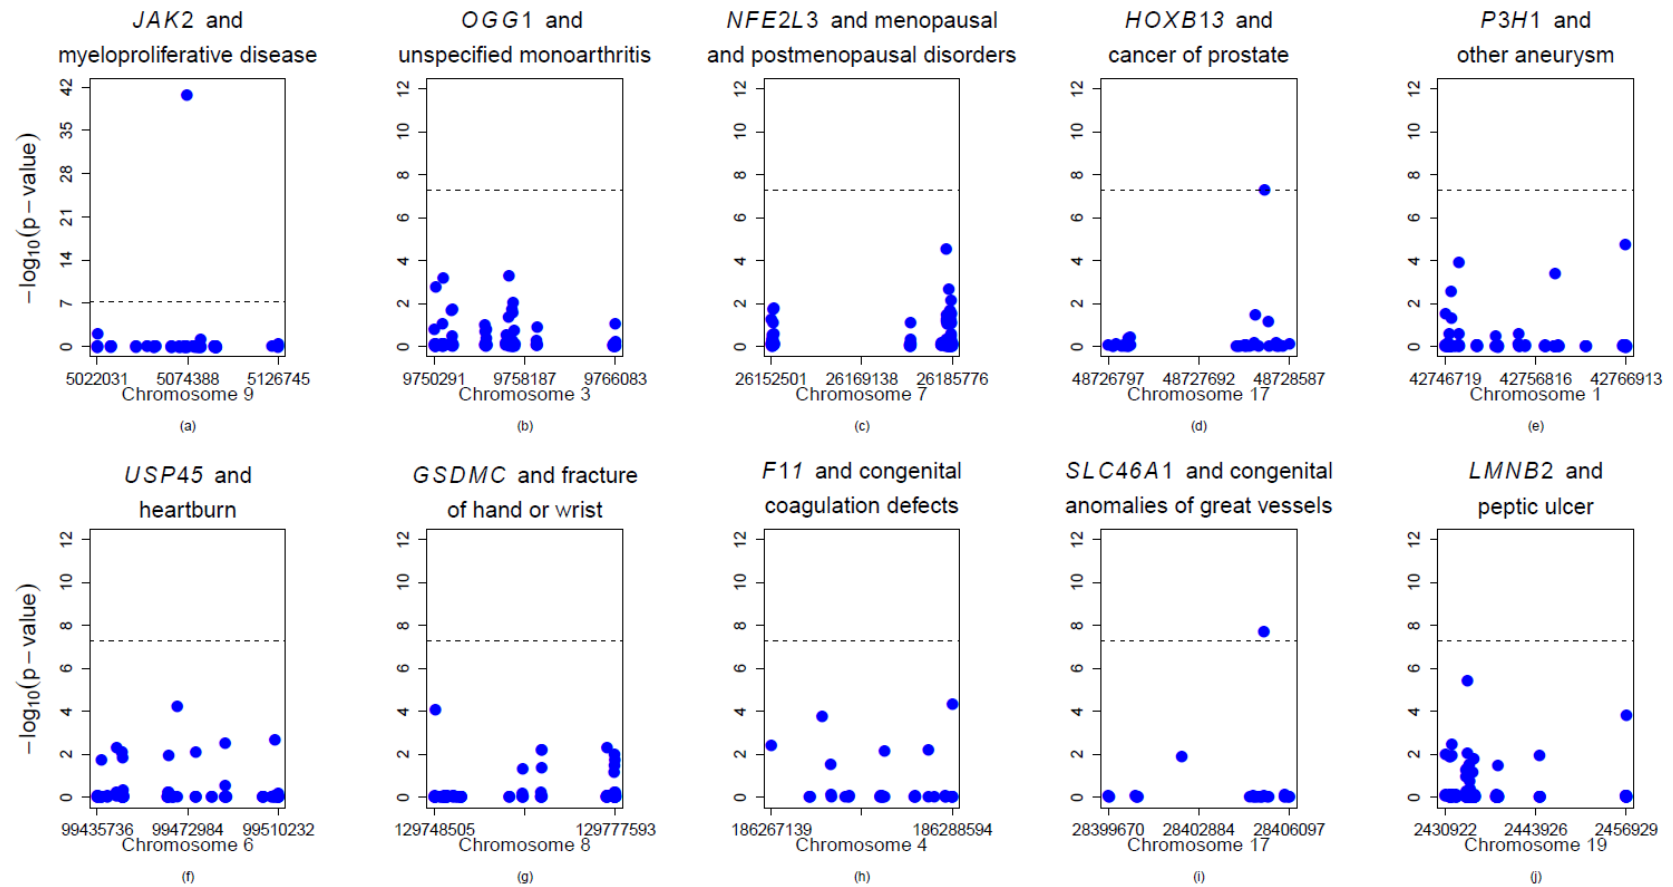 JAK2 and
myeloproliferative disease
OGG1 and
unspecified monoarthritis
NFE2L3 and menopausal
and postmenopausal disorders
HOXB13 and
cancer of prostate
P3H1 and
other aneurysm
−log10(p − value)
42
35
28
21
14
7
0
5022031 5074388 5126745
Chromosome 9
(a)
12
10
8
6
4
2
0
9750291 9758187 9766083
Chromosome 3
(b)
12
10
8
6
4
2
0
26152501 26169138 26185776
Chromosome 7
(c)
12
10
8
6
4
2
0
48726797 48727692 48728587
Chromosome 17
(d)
12
10
8
6
4
2
0
42746719 42756816 42766913
Chromosome 1
(e)
USP45 and
heartburn
GSDMC and fracture
of hand or wrist
F11 and congenital
coagulation defects
SLC46A1 and congenital
anomalies of great vessels
LMNB2 and
peptic ulcer
−log10(p − value)
12
10
8
6
4
2
0
99435736 99472984 99510232
Chromosome 6
(f)
12
10
8
6
4
2
0
129748505 129777593
Chromosome 8
(g)
12
10
8
6
4
2
0
186267139 186288594
Chromosome 4
(h)
12
10
8
6
4
2
0
28399670 28402884 28406097
Chromosome 17
(i)
12
10
8
6
4
2
0
2430922 2443926 2456929
Chromosome 19
(j)